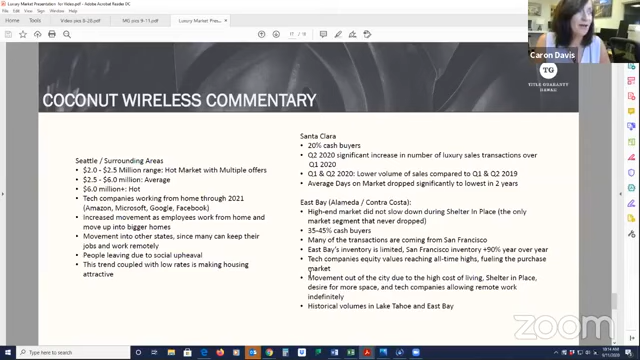 Luxury Market Presentation 1st Video.pdf - Adobe Acrobat Reader DC
File Edit View Sign Window Help
Home Tools Video pics 8-28.pdf MG pics 9-11.pdf Luxury Market Pres...
17 /
Caron Davis
TG
TITLE GUARANTY
HAWAII
COCONUT WIRELESS COMMENTARY
Seattle / Surrounding Areas
• $2.0 - $2.5 Million range: Hot Market with Multiple offers
• $2.5 - $6.0 million: Average
• $6.0 million+: Hot
• Tech companies working from home through 2021
(Amazon, Microsoft, Google, Facebook)
• Increased movement as employees work from home and
move up into bigger homes
• Movement into other states, since many can keep their
jobs and work remotely
• People leaving due to social upheaval
• This trend coupled with low rates is making housing
attractive
Santa Clara
• 20% cash buyers
• Q2 2020 significant increase in number of luxury sales transactions over
Q1 2020
• Q1 & Q2 2020: Lower volume of sales compared to Q1 & Q2 2019
• Average Days on Market dropped significantly to lowest in 2 years
East Bay (Alameda / Contra Costa):
• High-end market did not slow down during Shelter In Place (the only
market segment that never dropped)
• 35-45% cash buyers
• Many of the transactions are coming from San Francisco
• East Bay's inventory is limited, San Francisco inventory +90% year over year
• Tech companies equity values reaching all-time highs, fueling the purchase
market
• Movement out of the city due to the high cost of living, Shelter in Place,
desire for more space, and tech companies allowing remote work
indefinitely
• Historical volumes in Lake Tahoe and East Bay
zoom
Type here to search
10:14 AM
9/17/2020